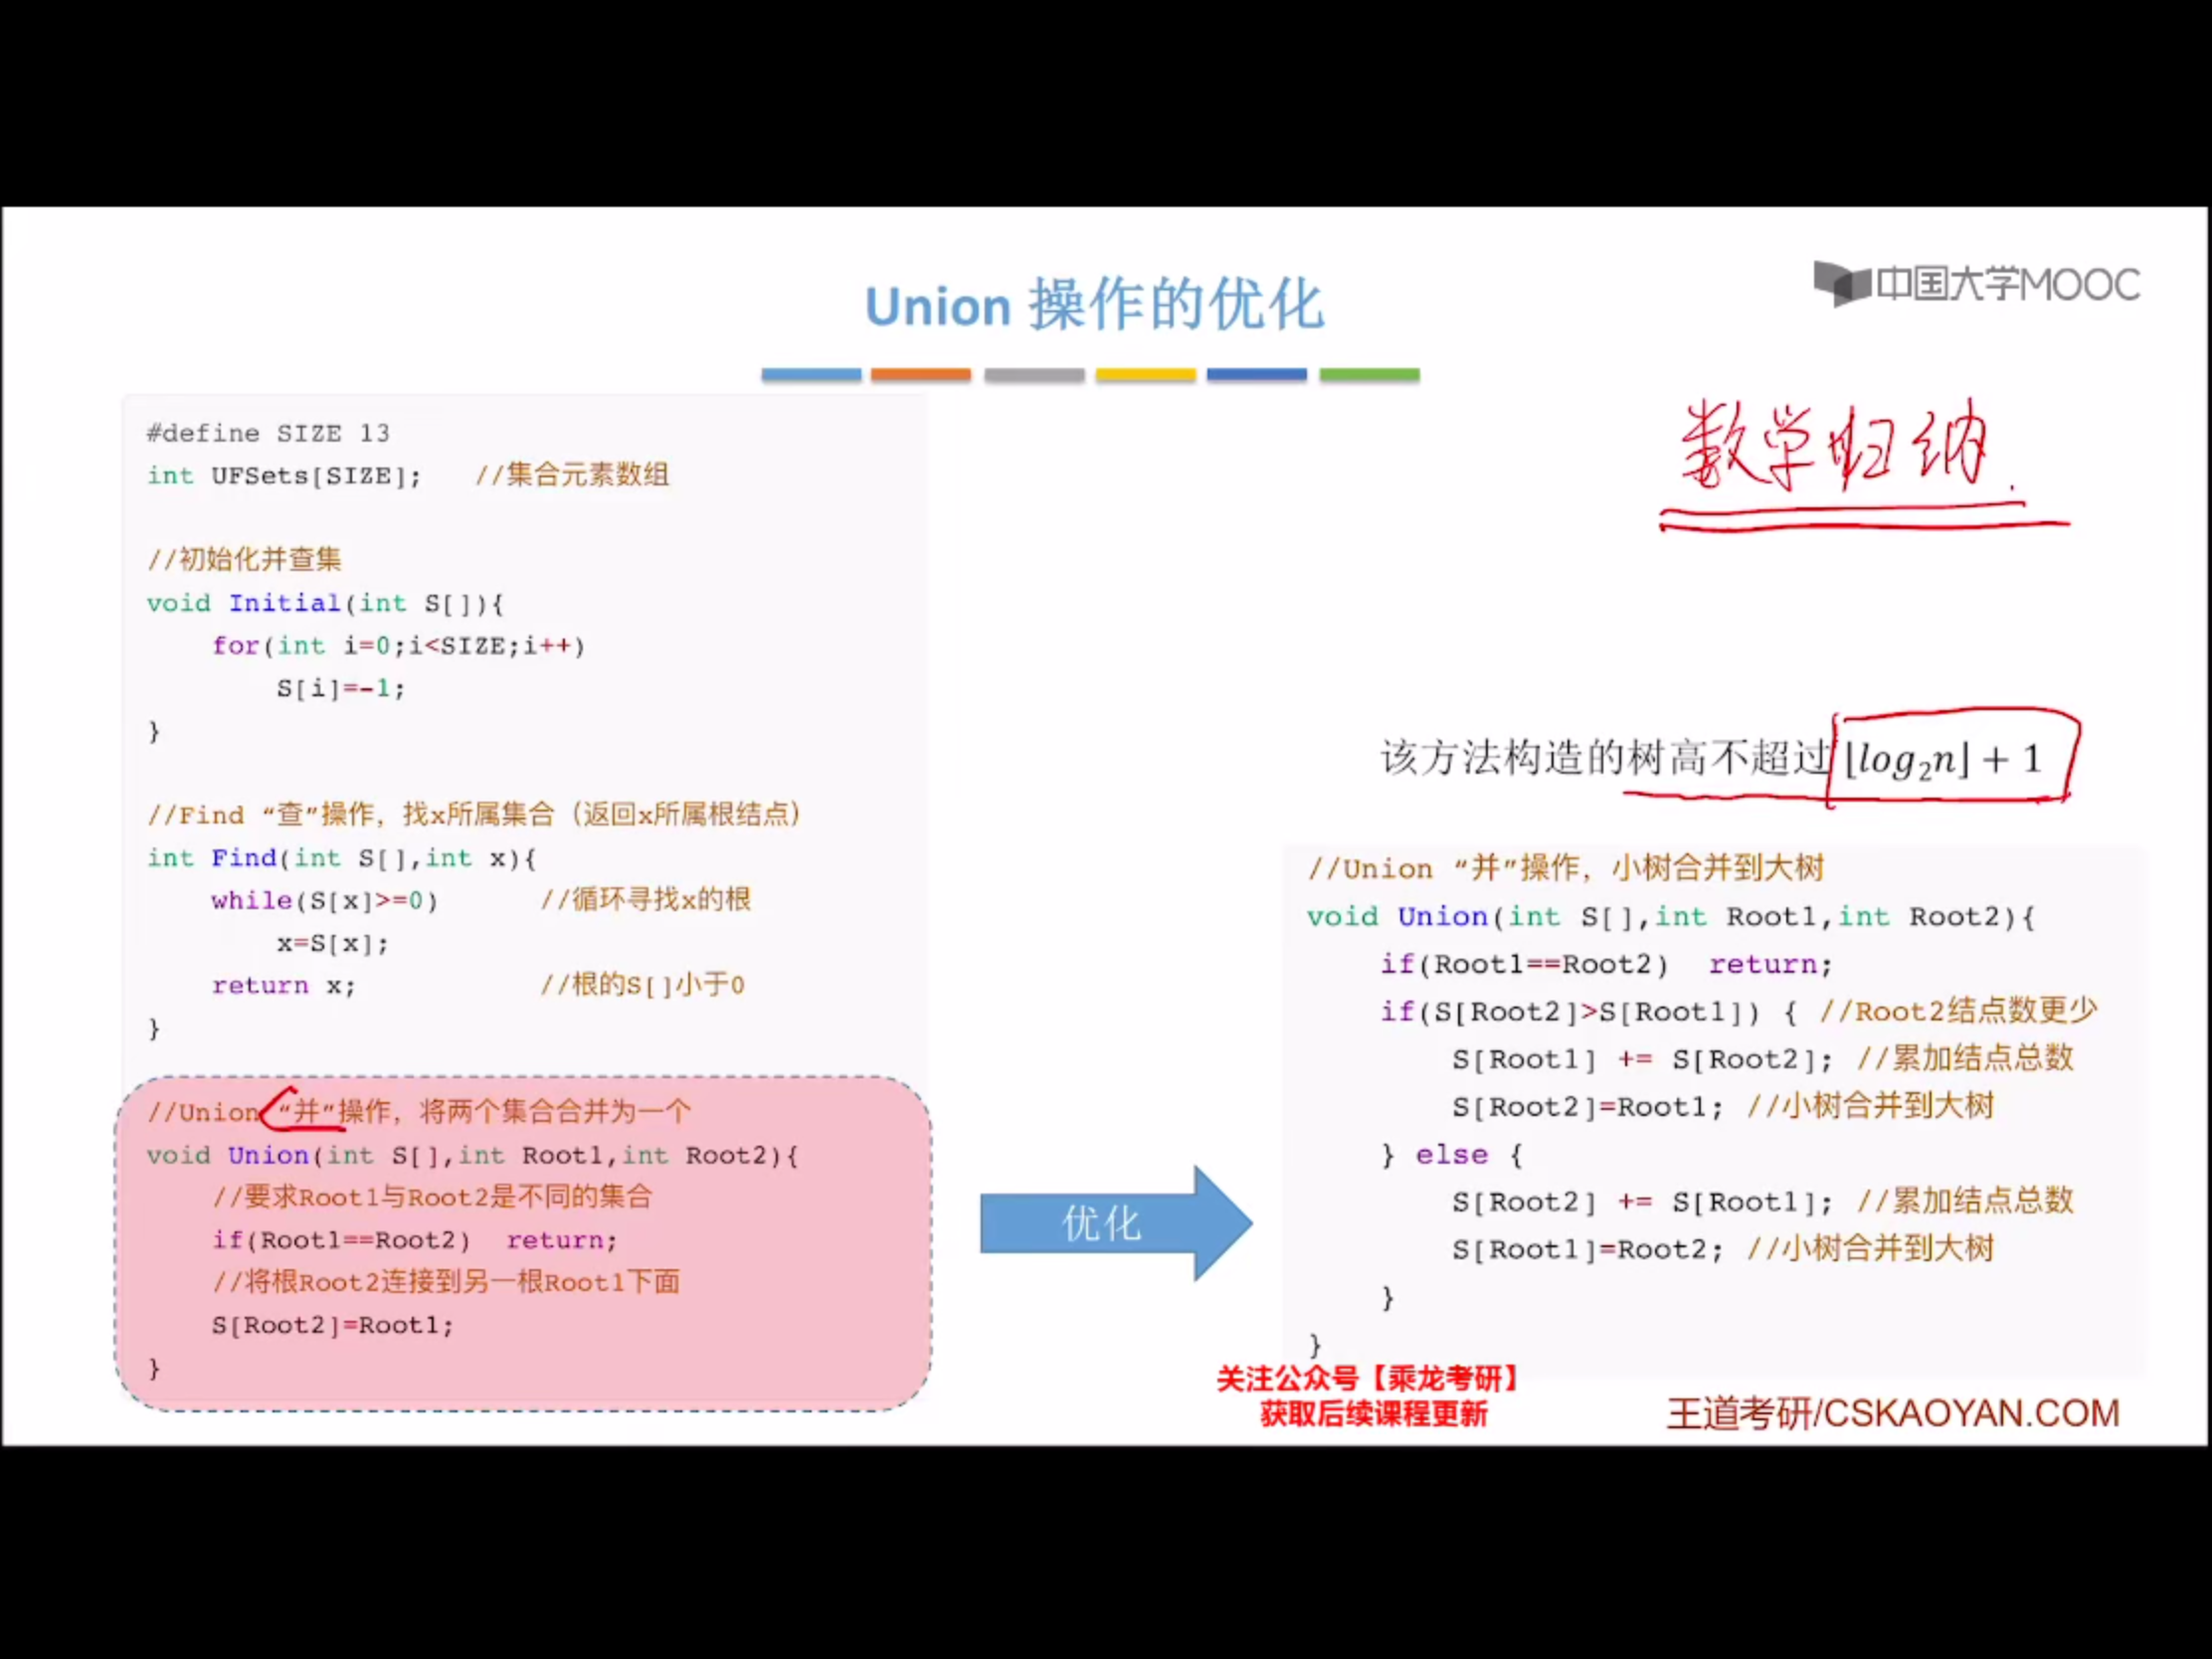 Union 操作的优化
中国大学MOOC
#define SIZE 13
int UFSets[SIZE];   //集合元素数组
//初始化并查集
void Initial(int S[]){
    for(int i=0;i<SIZE;i++)
        S[i]=-1;
}
//Find “查”操作，找x所属集合（返回x所属根结点）
int Find(int S[],int x){
    while(S[x]>=0)      //循环寻找x的根
        x=S[x];
    return x;           //根的S[]小于0
}
//Union “并”操作，将两个集合合并为一个
void Union(int S[],int Root1,int Root2){
    //要求Root1与Root2是不同的集合
    if(Root1==Root2)  return;
    //将根Root2连接到另一根Root1下面
    S[Root2]=Root1;
}
优化
数学归纳.
该方法构造的树高不超过 ⌊log₂n⌋ + 1
//Union “并”操作，小树合并到大树
void Union(int S[],int Root1,int Root2){
    if(Root1==Root2)  return;
    if(S[Root2]>S[Root1]) { //Root2结点数更少
        S[Root1] += S[Root2]; //累加结点总数
        S[Root2]=Root1; //小树合并到大树
    } else {
        S[Root2] += S[Root1]; //累加结点总数
        S[Root1]=Root2; //小树合并到大树
    }
}
关注公众号【乘龙考研】
获取后续课程更新
王道考研/CSKAOYAN.COM